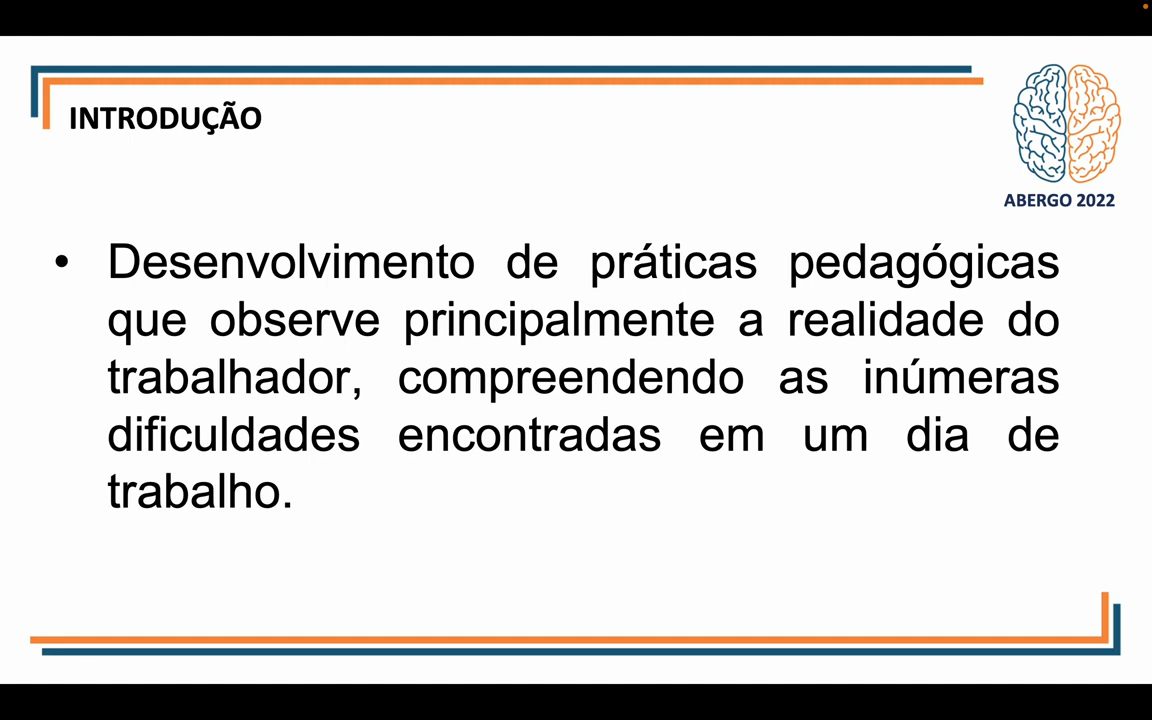 INTRODUÇÃO
ABERGO 2022
• Desenvolvimento de práticas pedagógicas
que observe principalmente a realidade do
trabalhador, compreendendo as inúmeras
dificuldades encontradas em um dia de
trabalho.